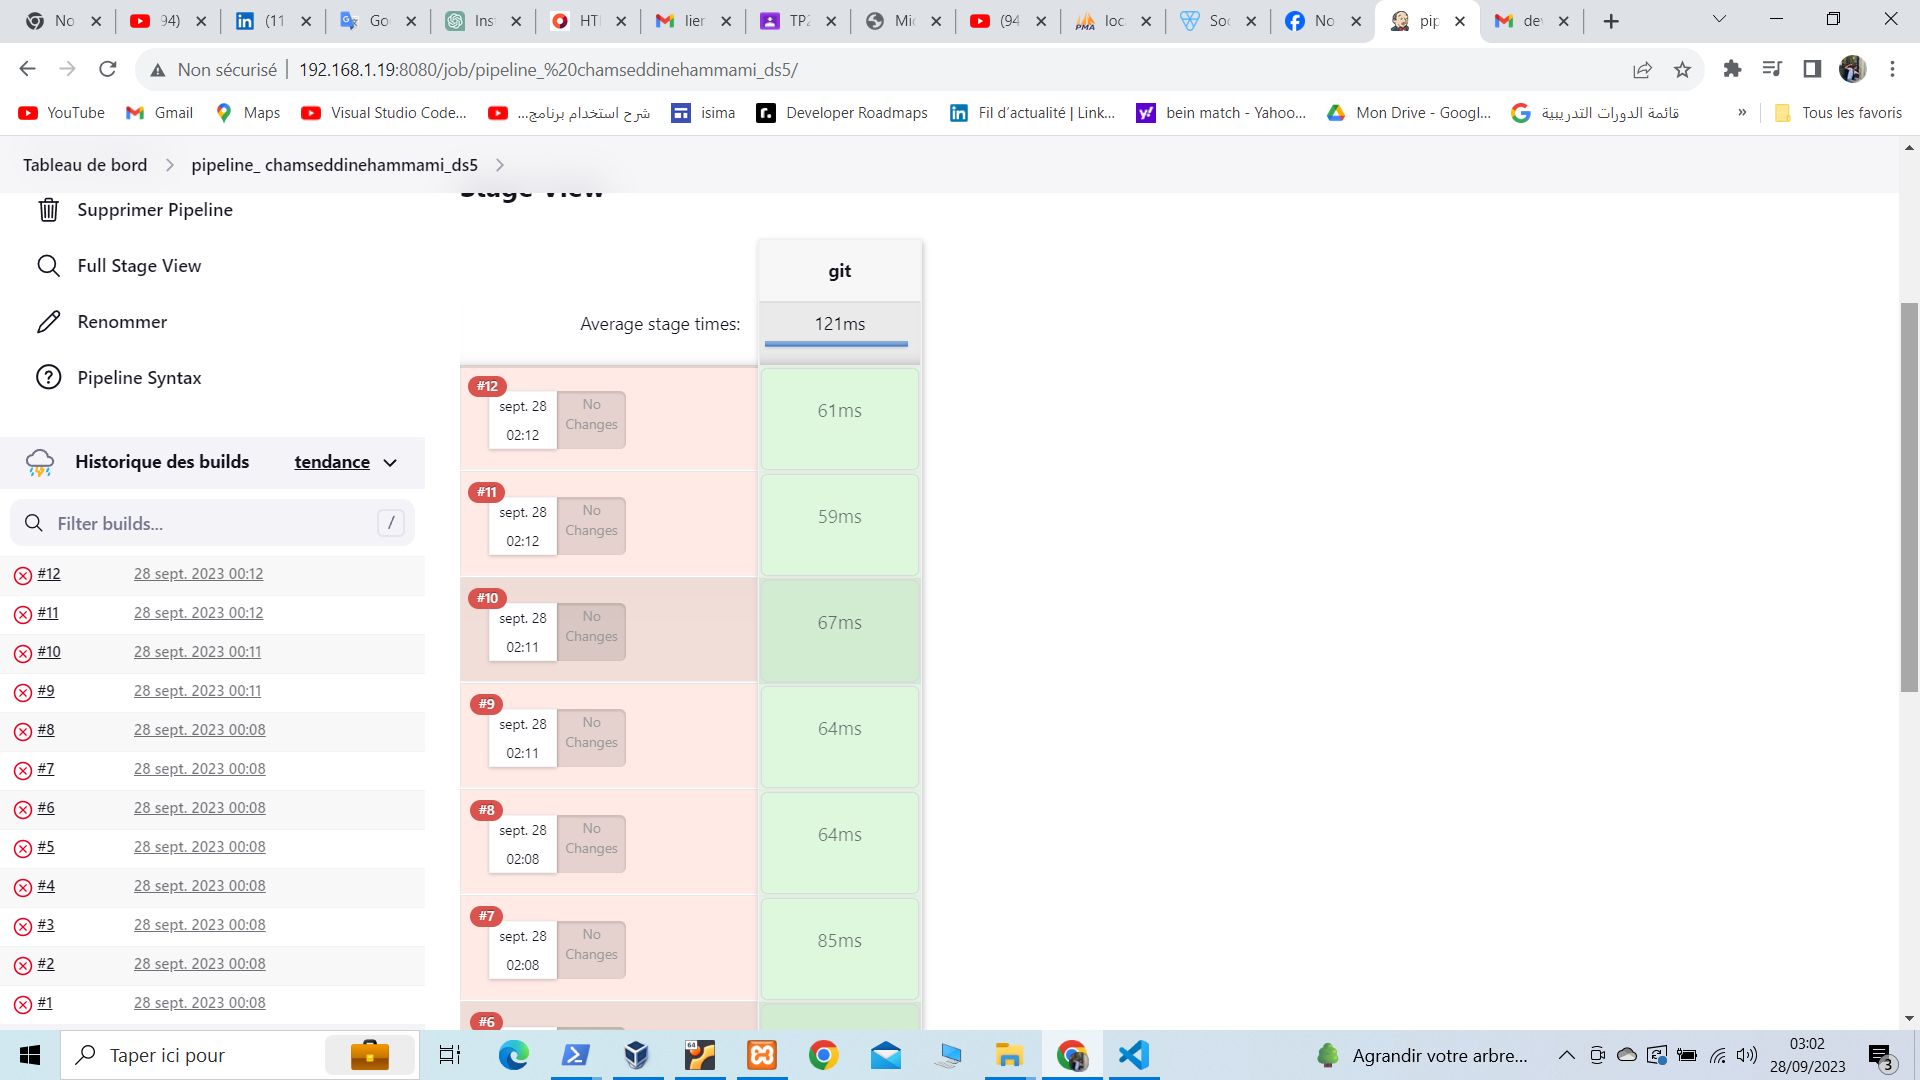 No
94)
(11
Goo
Inst
HTI
lien
TP2
Mic
(94
loc
Soc
No
pip
dev
Non sécurisé
192.168.1.19:8080/job/pipeline_%20chamseddinehammami_ds5/
YouTube
Gmail
Maps
Visual Studio Code...
شرح استخدام برنامج...
isima
Developer Roadmaps
Fil d'actualité | Link...
bein match - Yahoo...
Mon Drive - Googl...
قائمة الدورات التدريبية
»
Tous les favoris
Tableau de bord
pipeline_ chamseddinehammami_ds5
Stage View
Supprimer Pipeline
Full Stage View
Renommer
Pipeline Syntax
Historique des builds
tendance
Filter builds...
/
#12 28 sept. 2023 00:12
#11 28 sept. 2023 00:12
#10 28 sept. 2023 00:11
#9 28 sept. 2023 00:11
#8 28 sept. 2023 00:08
#7 28 sept. 2023 00:08
#6 28 sept. 2023 00:08
#5 28 sept. 2023 00:08
#4 28 sept. 2023 00:08
#3 28 sept. 2023 00:08
#2 28 sept. 2023 00:08
#1 28 sept. 2023 00:08
git
Average stage times:
121ms
#12
sept. 28
02:12
No
Changes
61ms
#11
sept. 28
02:12
No
Changes
59ms
#10
sept. 28
02:11
No
Changes
67ms
#9
sept. 28
02:11
No
Changes
64ms
#8
sept. 28
02:08
No
Changes
64ms
#7
sept. 28
02:08
No
Changes
85ms
#6
Taper ici pour
64
Agrandir votre arbre...
03:02
28/09/2023
3